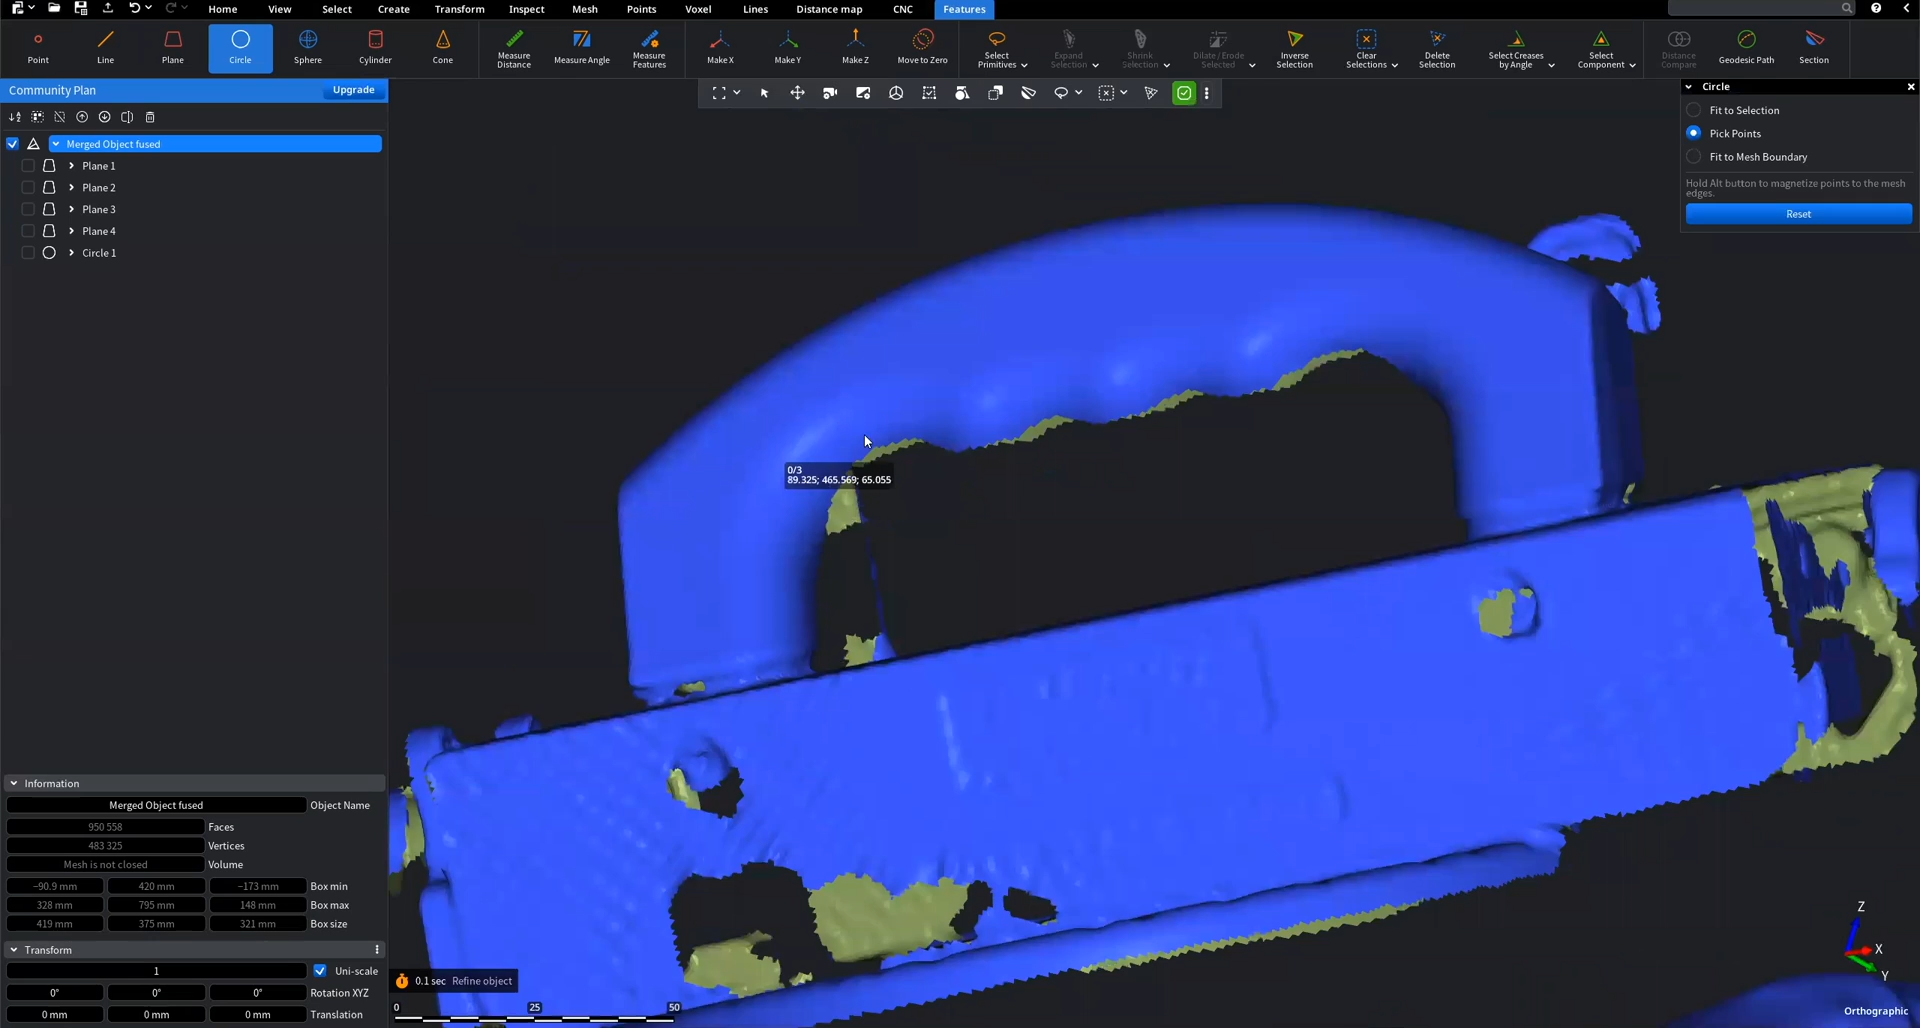 Home View Select Create Transform Inspect Mesh Points Voxel Lines Distance map CNC Features
Point Line Plane Circle Sphere Cylinder Cone
Measure Distance
Measure Angle
Measure Features
Make X Make Y Make Z Move to Zero
Select Primitives
Expand Selection
Shrink Selection
Dilate / Erode Selected
Inverse Selection
Clear Selections
Delete Selection
Select Creases by Angle
Select Component
Distance Compare
Geodesic Path
Section
Community Plan Upgrade
Merged Object fused
Plane 1
Plane 2
Plane 3
Plane 4
Circle 1
Circle
Fit to Selection
Pick Points
Fit to Mesh Boundary
Hold Alt button to magnetize points to the mesh
edges.
Reset
0/3
89.325; 465.569; 65.055
Information
Merged Object fused Object Name
950 558 Faces
483 325 Vertices
Mesh is not closed Volume
−90.9 mm 420 mm −173 mm Box min
328 mm 795 mm 148 mm Box max
419 mm 375 mm 321 mm Box size
Transform
1 Uni-scale
0° 0° 0° Rotation XYZ
0 mm 0 mm 0 mm Translation
0.1 sec Refine object
0 25 50
Z
X
Y
Orthographic